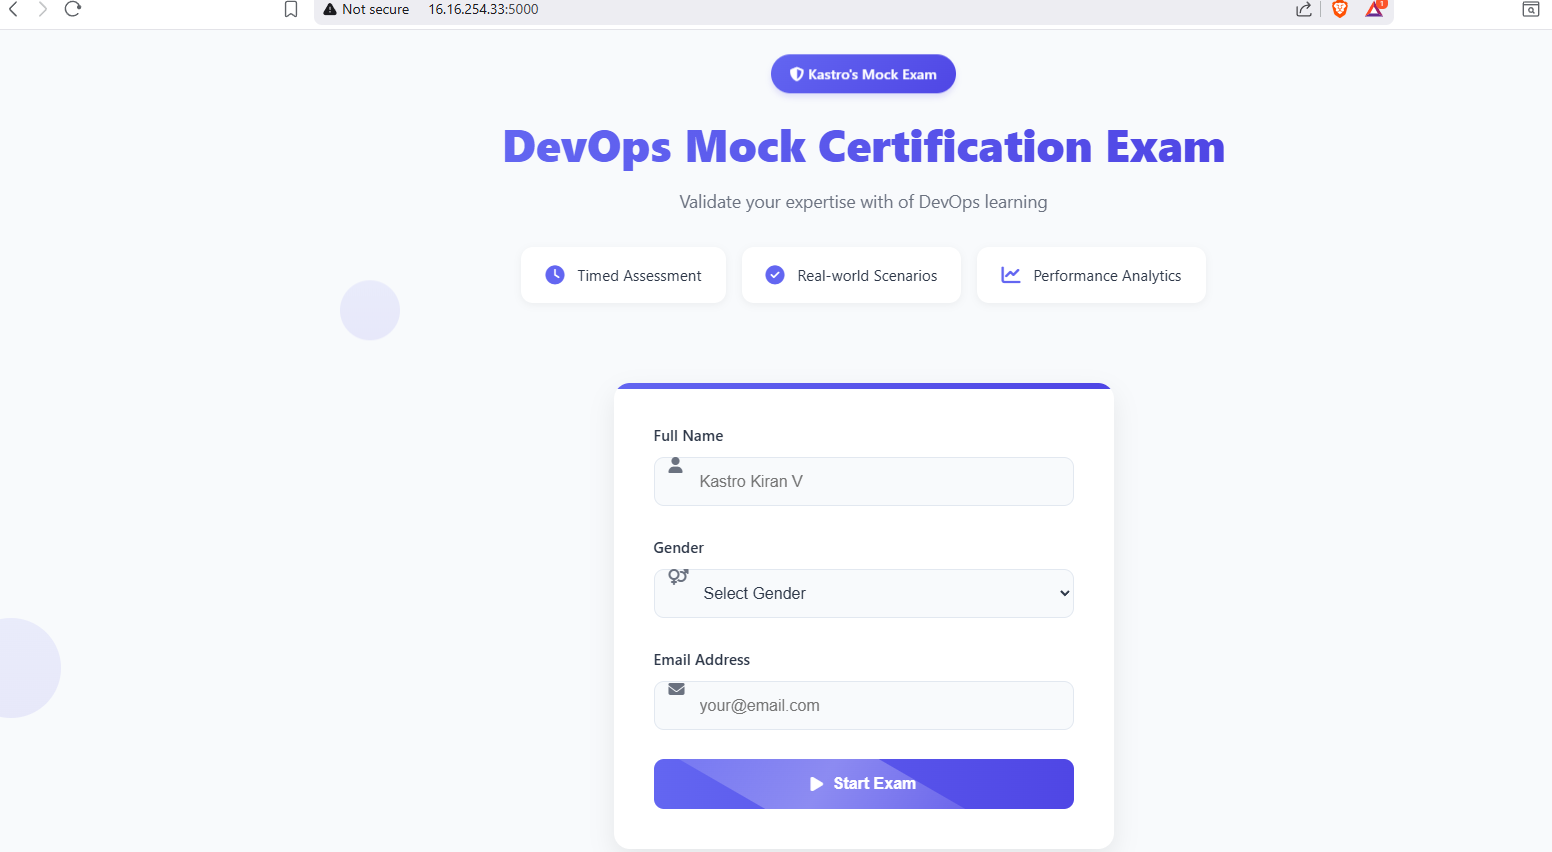 Not secure 16.16.254.33:5000
1
Kastro's Mock Exam
DevOps Mock Certification Exam
Validate your expertise with of DevOps learning
Timed Assessment
Real-world Scenarios
Performance Analytics
Full Name
Kastro Kiran V
Gender
Select Gender
Email Address
your@email.com
Start Exam